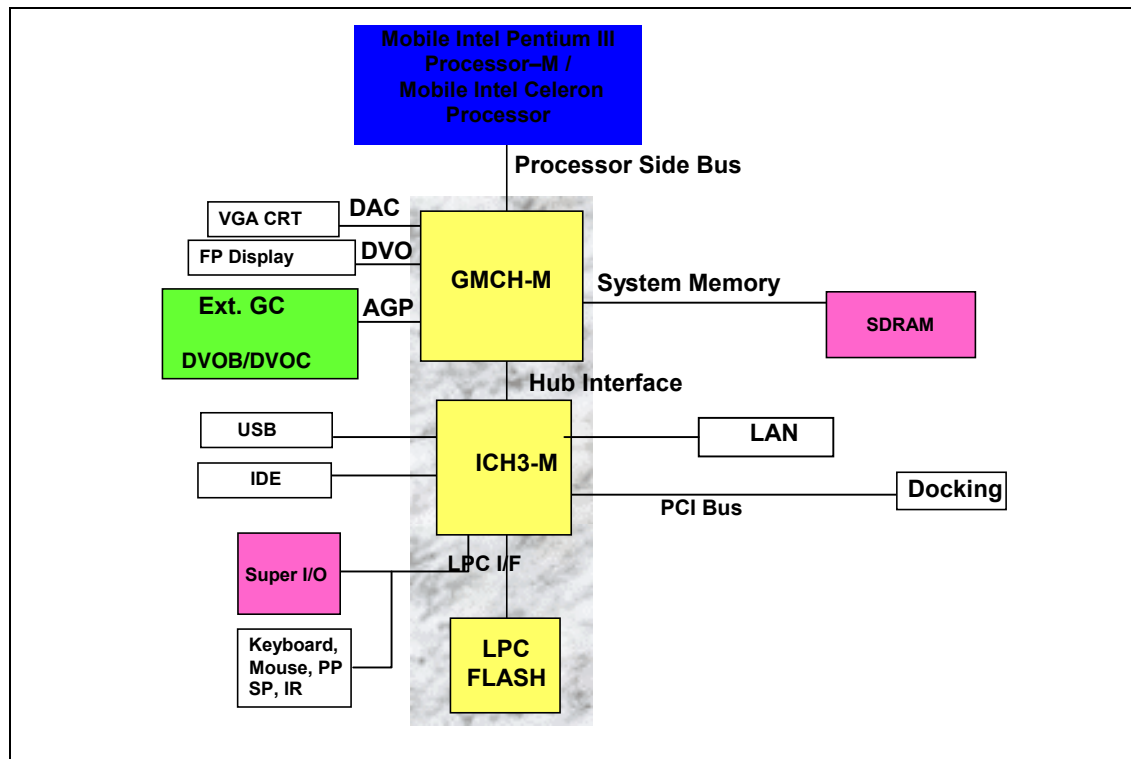 Mobile Intel Pentium III
Processor–M /
Mobile Intel Celeron
Processor
Processor Side Bus
VGA CRT
DAC
FP Display
DVO
GMCH-M
System Memory
SDRAM
Ext. GC
DVOB/DVOC
AGP
Hub Interface
USB
ICH3-M
LAN
IDE
PCI Bus
Docking
LPC I/F
Super I/O
Keyboard,
Mouse, PP
SP, IR
LPC
FLASH